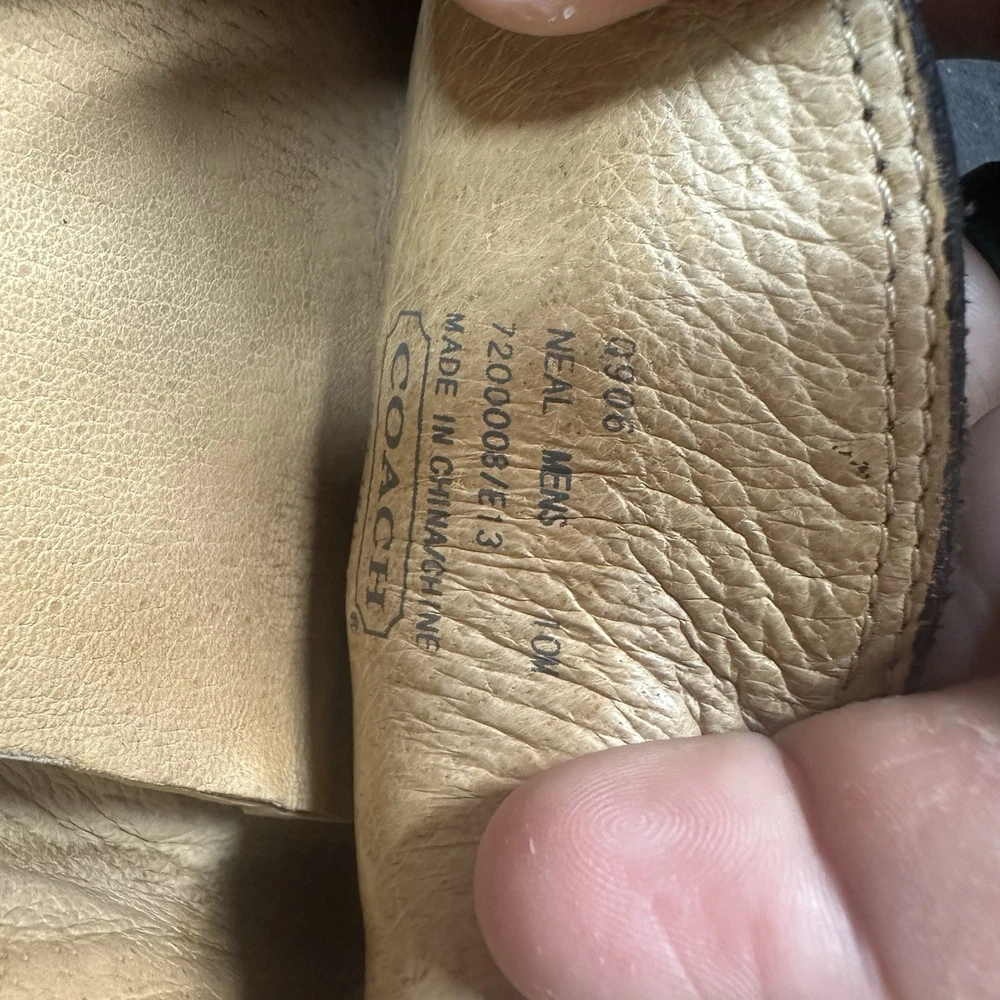 Q906
NEAL MENS 10M
7200008/E13
MADE IN CHINA/CHINE
COACH®